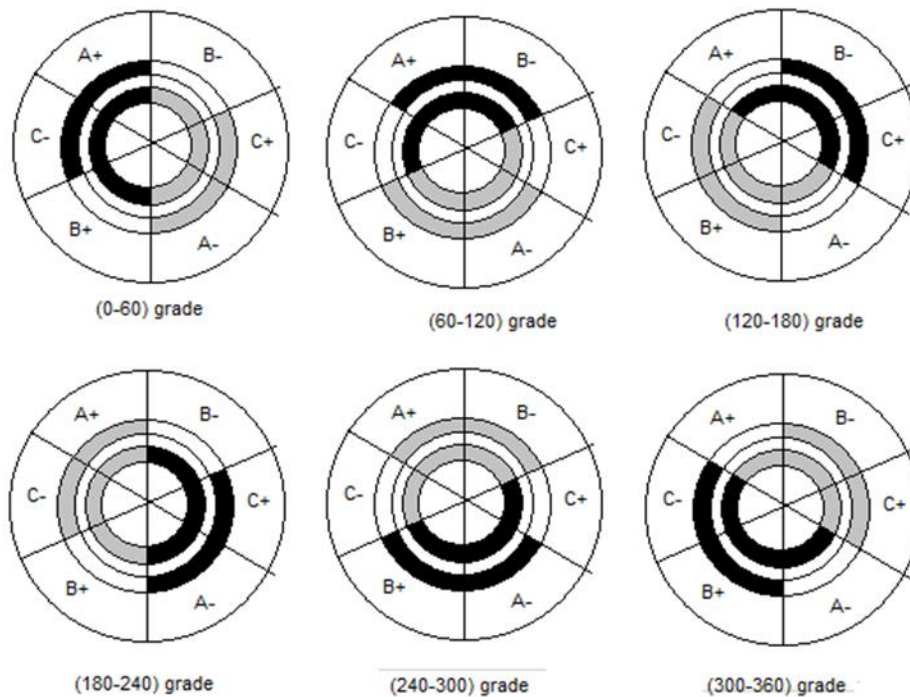 A+ B-
C- C+
B+ A-
(0-60) grade
A+ B-
C- C+
B+ A-
(60-120) grade
A+ B-
C- C+
B+ A-
(120-180) grade
A+ B-
C- C+
B+ A-
(180-240) grade
A+ B-
C- C+
B+ A-
(240-300) grade
A+ B-
C- C+
B+ A-
(300-360) grade